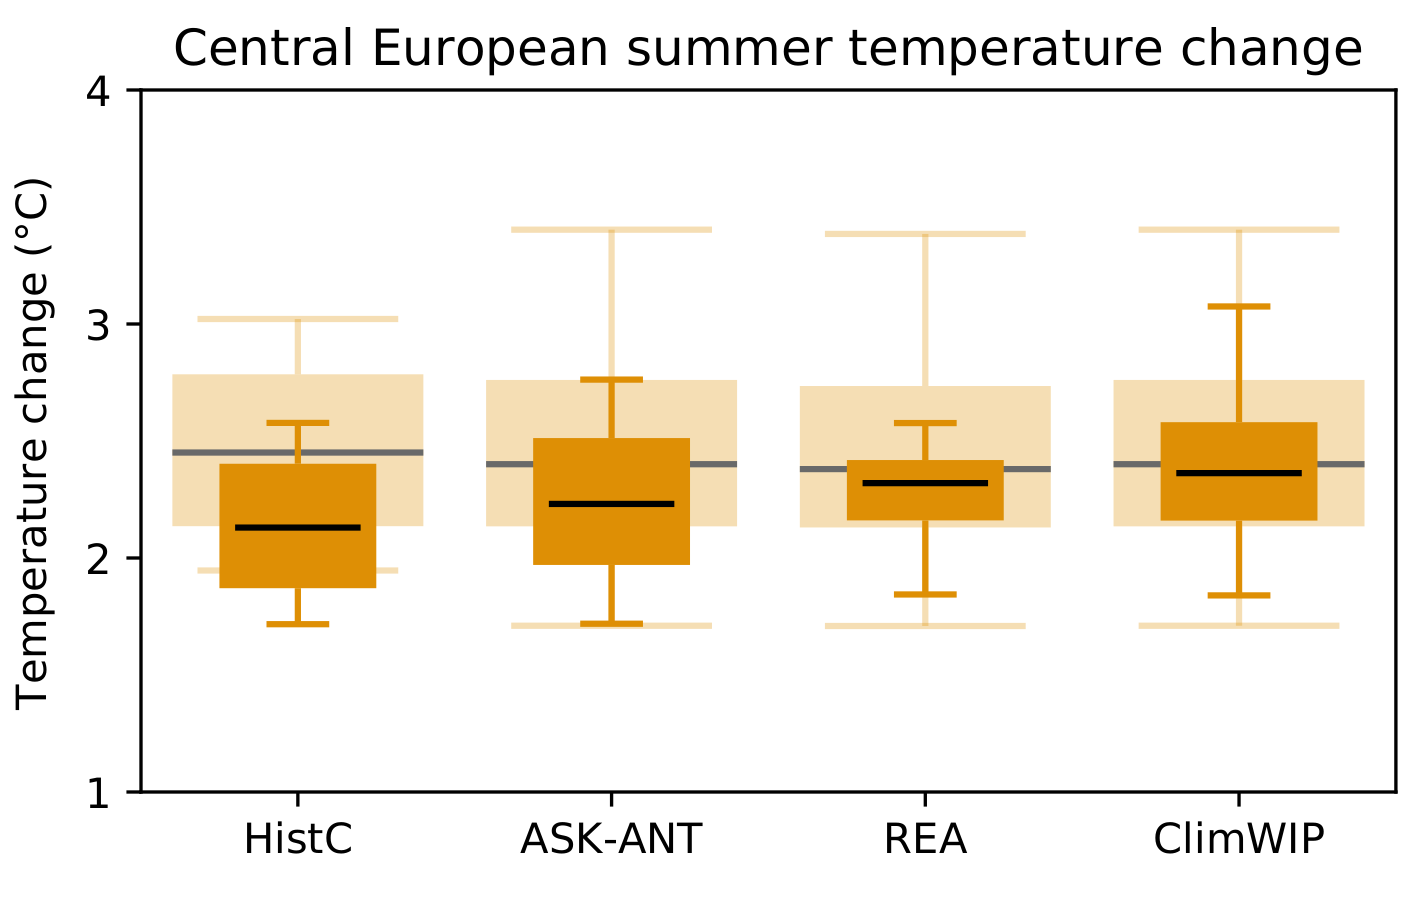 Central European summer temperature change
Temperature change (°C)
4
3
2
1
HistC
ASK-ANT
REA
ClimWIP